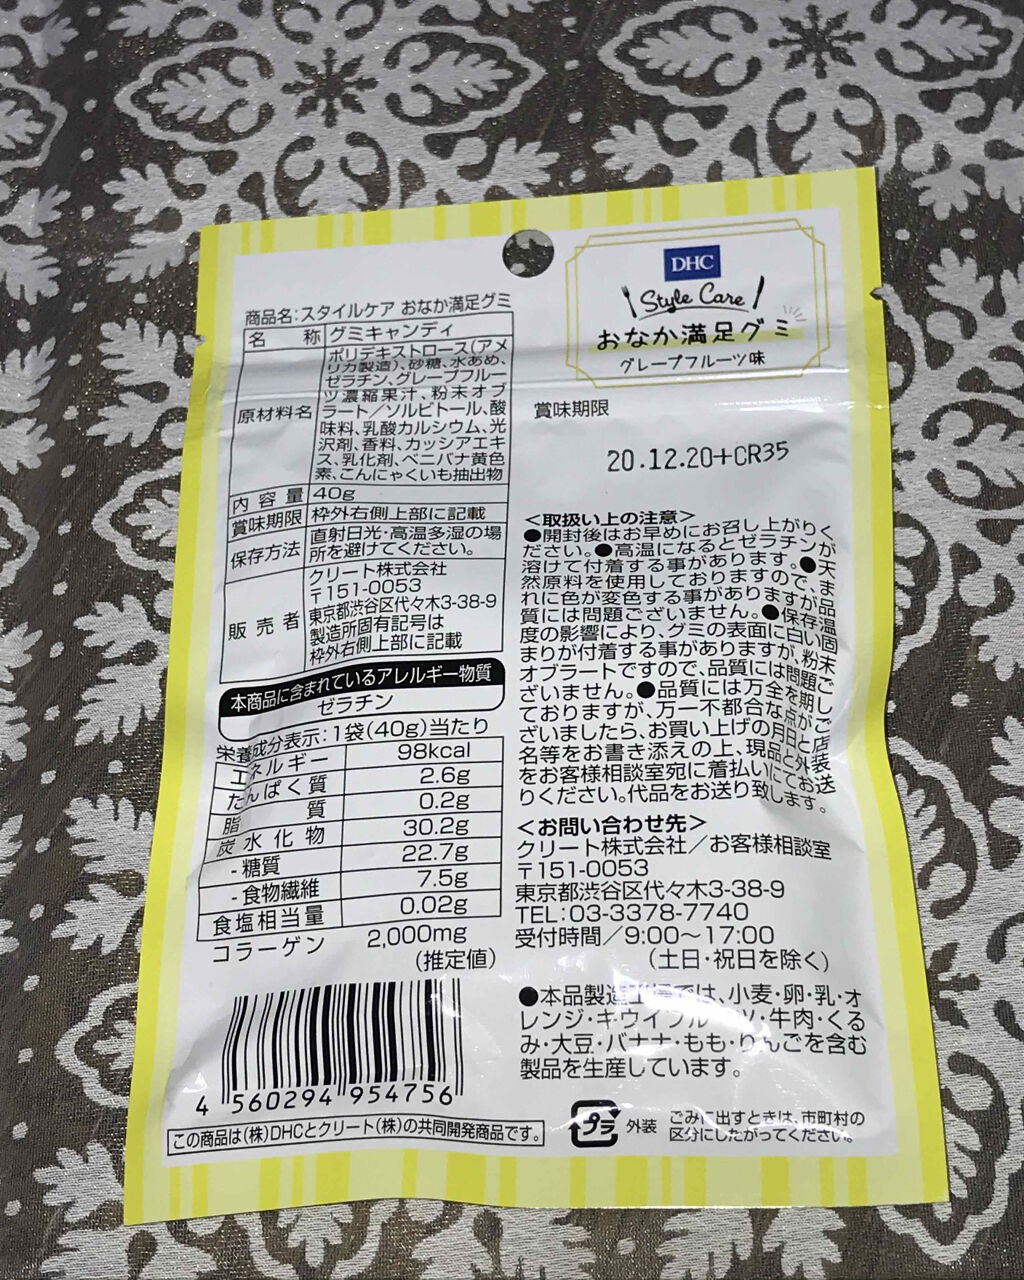 商品名:スタイルケア おなか満足グミ
名 称 グミキャンディ
原材料名
ポリデキストロース(アメ
リカ製造)、砂糖、水あめ、
ゼラチン、グレープフルー
ツ濃縮果汁、粉末オブ
ラート／ソルビトール、酸
味料、乳酸カルシウム、光
沢剤、香料、カッシアエキ
ス、乳化剤、ベニバナ黄色
素、こんにゃくいも抽出物
内 容 量 40g
賞味期限 枠外右側上部に記載
保存方法
直射日光・高温多湿の場
所を避けてください。
販 売 者
クリート株式会社
〒151-0053
東京都渋谷区代々木3-38-9
製造所固有記号は
枠外右側上部に記載
本商品に含まれているアレルギー物質
ゼラチン
栄養成分表示:1袋(40g)当たり
エネルギー 98kcal
たんぱく質 2.6g
脂 質 0.2g
炭 水 化 物 30.2g
-糖質 22.7g
-食物繊維 7.5g
食塩相当量 0.02g
コラーゲン 2,000mg
(推定値)
4 560294 954756
この商品は(株)DHCとクリート(株)の共同開発商品です。
DHC
Style Care
おなか満足グミ
グレープフルーツ味
賞味期限
20.12.20+CR35
＜取扱い上の注意＞
●開封後はお早めにお召し上がりく
ださい。●高温になるとゼラチンが
溶けて付着する事があります。●天
然原料を使用しておりますので、ま
れに色が変色する事がありますが品
質には問題ございません。●保存温
度の影響により、グミの表面に白い固
まりが付着する事がありますが、粉末
オブラートですので、品質には問題ご
ざいません。●品質には万全を期し
ておりますが、万一不都合な点がご
ざいましたら、お買い上げの月日と店
名等をお書き添えの上、現品と外装
をお客様相談室宛に着払いにてお送
りください。代品をお送り致します。
＜お問い合わせ先＞
クリート株式会社／お客様相談室
〒151-0053
東京都渋谷区代々木3-38-9
TEL:03-3378-7740
受付時間／9:00～17:00
(土日・祝日を除く)
●本品製造工場では、小麦・卵・乳・オ
レンジ・キウイフルーツ・牛肉・くる
み・大豆・バナナ・もも・りんごを含む
製品を生産しています。
プラ 外装
ごみに出すときは、市町村の
区分にしたがってください。